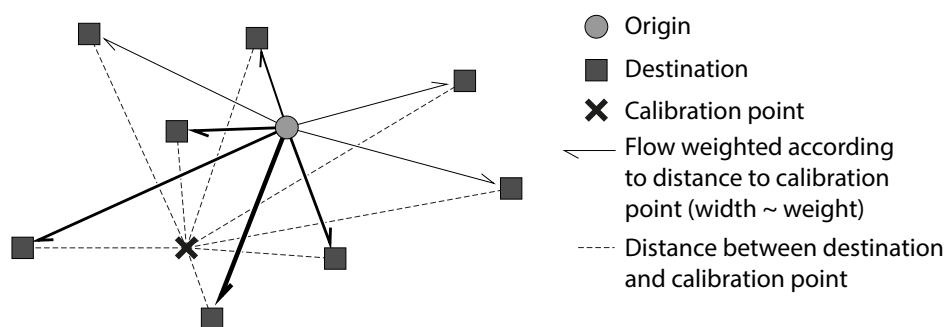 Origin
Destination
Calibration point
Flow weighted according
to distance to calibration
point (width ~ weight)
Distance between destination
and calibration point